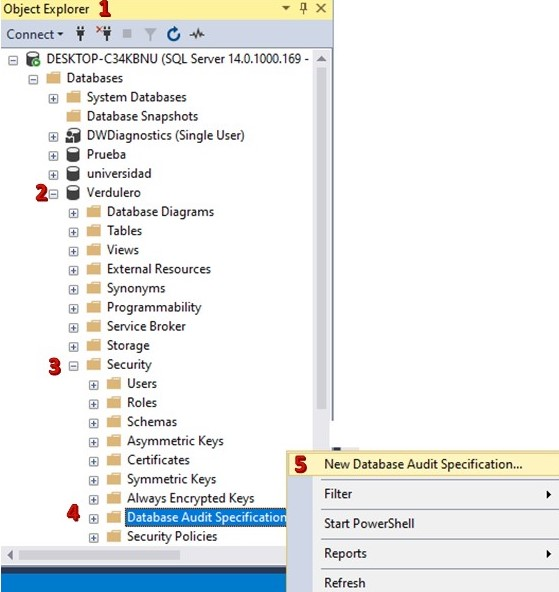 Object Explorer 1
Connect
DESKTOP-C34KBNU (SQL Server 14.0.1000.169 -
Databases
System Databases
Database Snapshots
DWDiagnostics (Single User)
Prueba
universidad
2 Verdulero
Database Diagrams
Tables
Views
External Resources
Synonyms
Programmability
Service Broker
Storage
3 Security
Users
Roles
Schemas
Asymmetric Keys
Certificates
Symmetric Keys
Always Encrypted Keys
4 Database Audit Specification
Security Policies
5 New Database Audit Specification...
Filter
Start PowerShell
Reports
Refresh